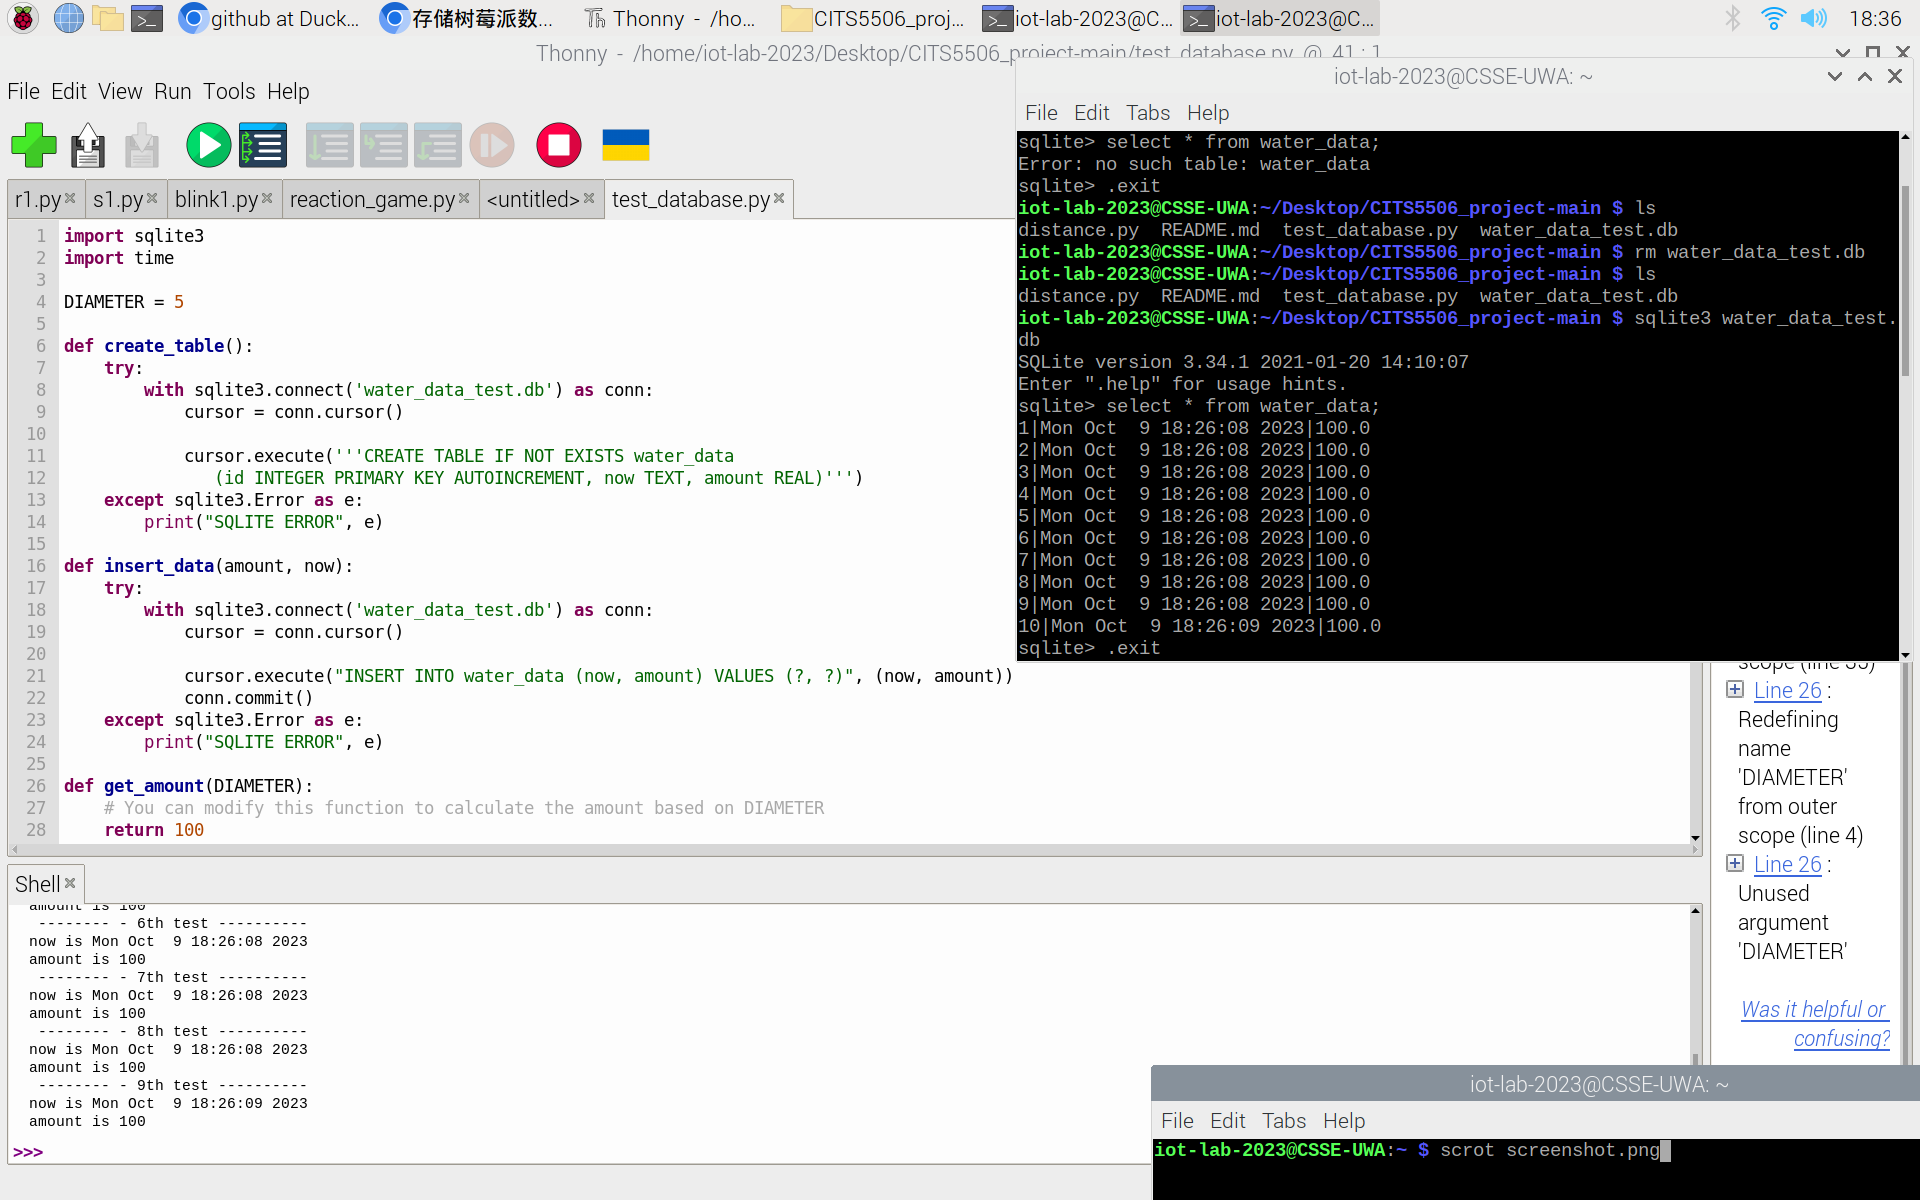 github at Duck...
存储树莓派数...
Thonny - /ho...
CITS5506_proj...
iot-lab-2023@C...
iot-lab-2023@C...
18:36
Thonny - /home/iot-lab-2023/Desktop/CITS5506_project-main/test_database.py @ 41 : 1
File Edit View Run Tools Help
r1.py
s1.py
blink1.py
reaction_game.py
<untitled>
test_database.py
1 import sqlite3
2 import time
3
4 DIAMETER = 5
5
6 def create_table():
7 try:
8 with sqlite3.connect('water_data_test.db') as conn:
9 cursor = conn.cursor()
10
11 cursor.execute('''CREATE TABLE IF NOT EXISTS water_data
12 (id INTEGER PRIMARY KEY AUTOINCREMENT, now TEXT, amount REAL)''')
13 except sqlite3.Error as e:
14 print("SQLITE ERROR", e)
15
16 def insert_data(amount, now):
17 try:
18 with sqlite3.connect('water_data_test.db') as conn:
19 cursor = conn.cursor()
20
21 cursor.execute("INSERT INTO water_data (now, amount) VALUES (?, ?)", (now, amount))
22 conn.commit()
23 except sqlite3.Error as e:
24 print("SQLITE ERROR", e)
25
26 def get_amount(DIAMETER):
27 # You can modify this function to calculate the amount based on DIAMETER
28 return 100
Shell
amount is 100
-------- - 6th test ----------
now is Mon Oct  9 18:26:08 2023
amount is 100
-------- - 7th test ----------
now is Mon Oct  9 18:26:08 2023
amount is 100
-------- - 8th test ----------
now is Mon Oct  9 18:26:08 2023
amount is 100
-------- - 9th test ----------
now is Mon Oct  9 18:26:09 2023
amount is 100
>>>
iot-lab-2023@CSSE-UWA: ~
File Edit Tabs Help
sqlite> select * from water_data;
Error: no such table: water_data
sqlite> .exit
iot-lab-2023@CSSE-UWA:~/Desktop/CITS5506_project-main $ ls
distance.py  README.md  test_database.py  water_data_test.db
iot-lab-2023@CSSE-UWA:~/Desktop/CITS5506_project-main $ rm water_data_test.db
iot-lab-2023@CSSE-UWA:~/Desktop/CITS5506_project-main $ ls
distance.py  README.md  test_database.py  water_data_test.db
iot-lab-2023@CSSE-UWA:~/Desktop/CITS5506_project-main $ sqlite3 water_data_test.
db
SQLite version 3.34.1 2021-01-20 14:10:07
Enter ".help" for usage hints.
sqlite> select * from water_data;
1|Mon Oct  9 18:26:08 2023|100.0
2|Mon Oct  9 18:26:08 2023|100.0
3|Mon Oct  9 18:26:08 2023|100.0
4|Mon Oct  9 18:26:08 2023|100.0
5|Mon Oct  9 18:26:08 2023|100.0
6|Mon Oct  9 18:26:08 2023|100.0
7|Mon Oct  9 18:26:08 2023|100.0
8|Mon Oct  9 18:26:08 2023|100.0
9|Mon Oct  9 18:26:08 2023|100.0
10|Mon Oct  9 18:26:09 2023|100.0
sqlite> .exit
scope (line 35)
Line 26 :
Redefining
name
'DIAMETER'
from outer
scope (line 4)
Line 26 :
Unused
argument
'DIAMETER'
Was it helpful or
confusing?
iot-lab-2023@CSSE-UWA: ~
File Edit Tabs Help
iot-lab-2023@CSSE-UWA:~ $ scrot screenshot.png